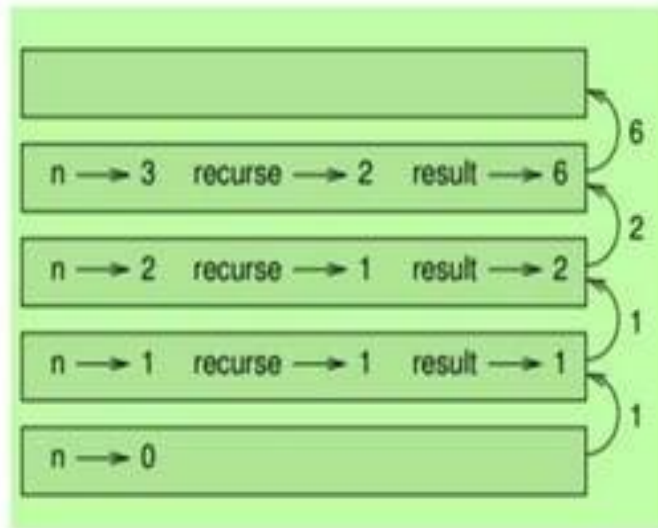 6
n → 3 recurse → 2 result → 6
2
n → 2 recurse → 1 result → 2
1
n → 1 recurse → 1 result → 1
1
n → 0